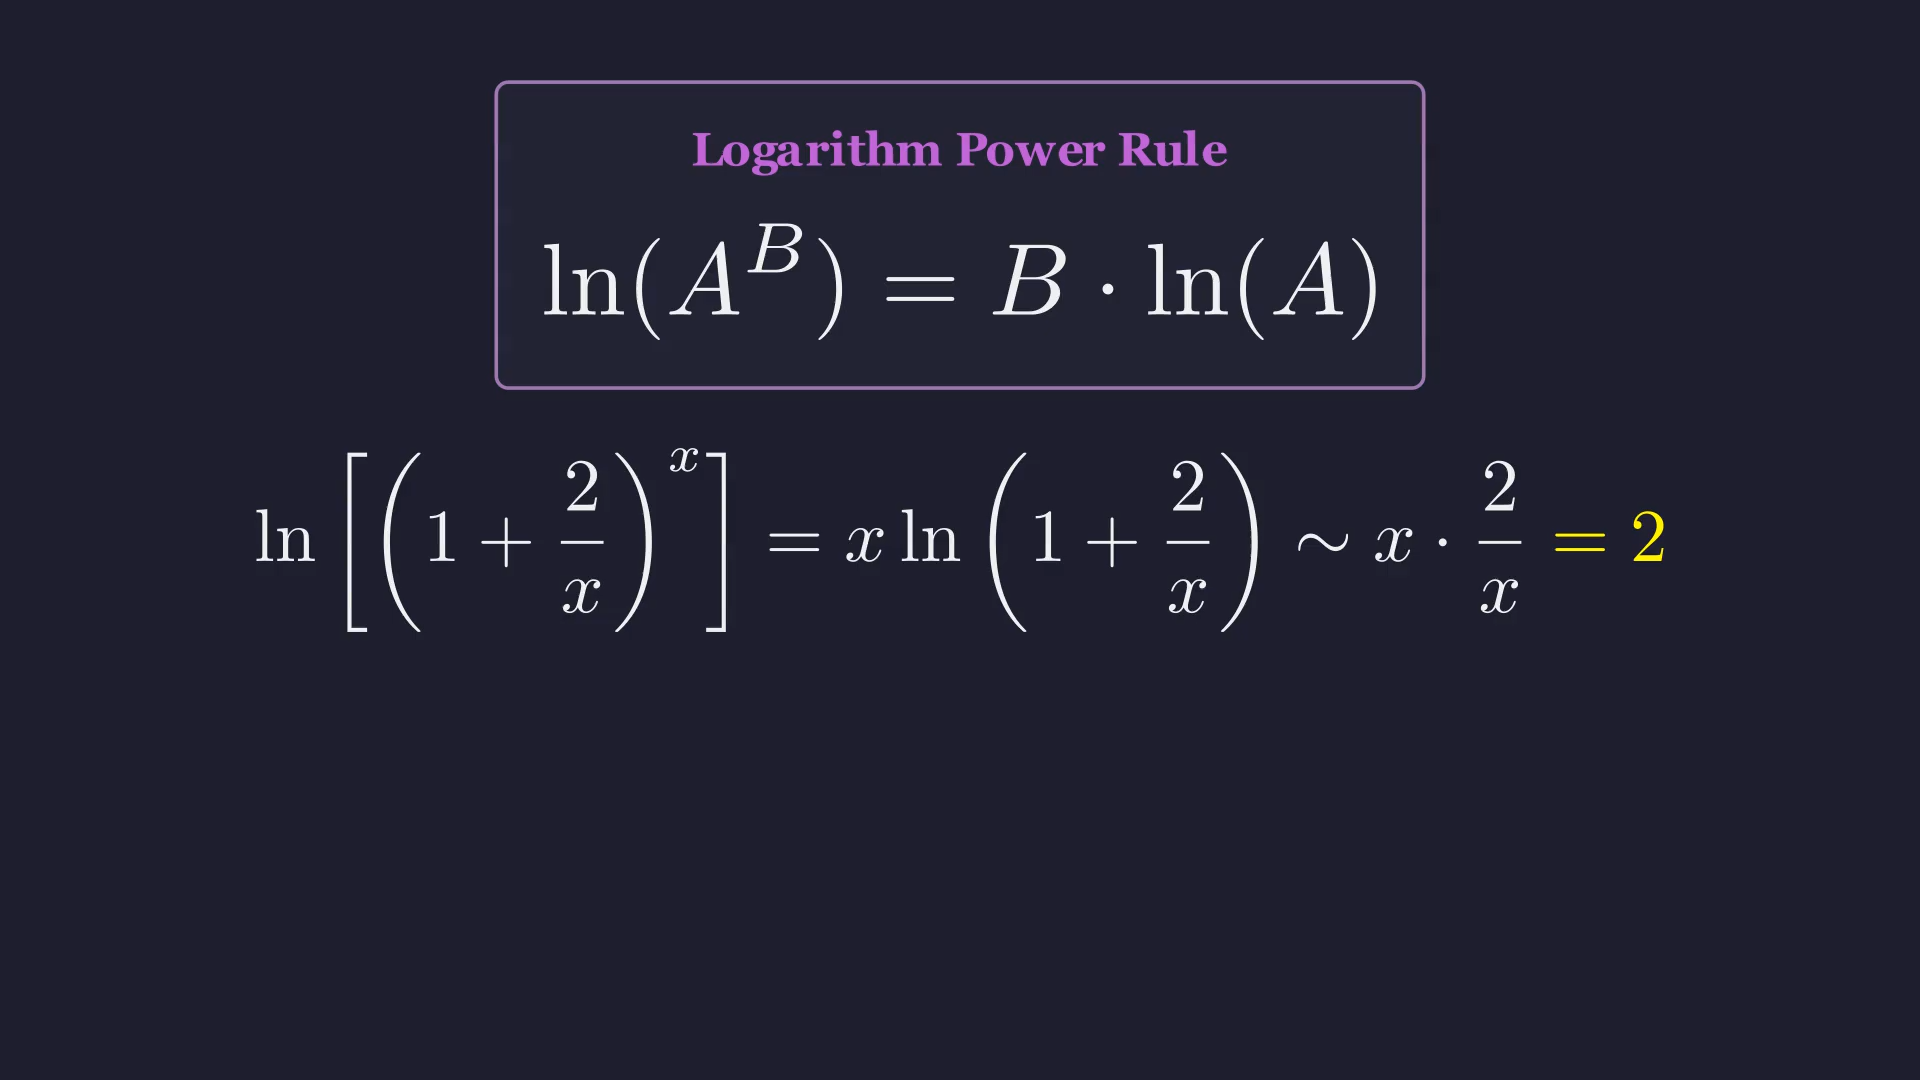 Logarithm Power Rule
ln(A^B) = B · ln(A)
ln[(1 + 2/x)^x] = x ln(1 + 2/x) ∼ x · 2/x = 2